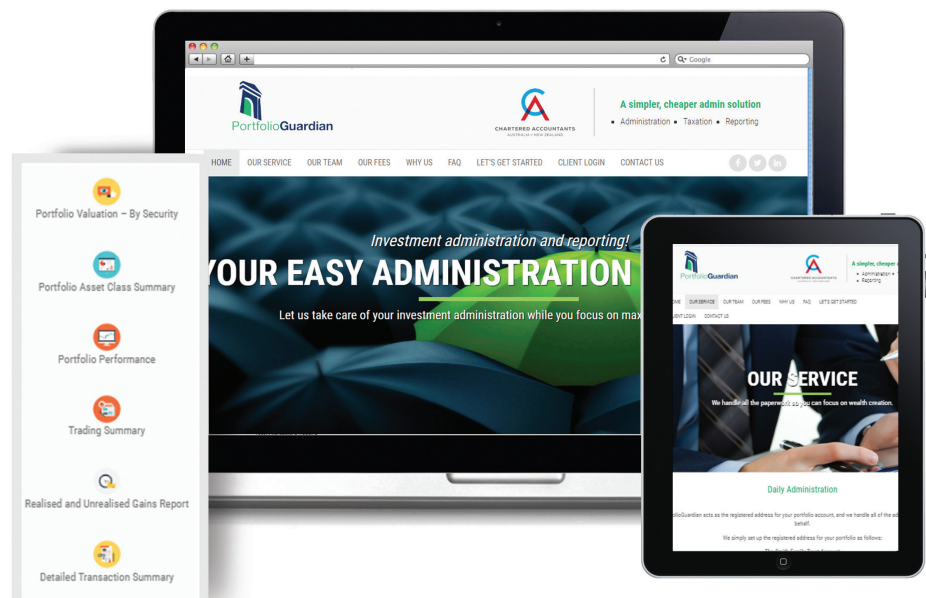 Google
PortfolioGuardian
CHARTERED ACCOUNTANTS
AUSTRALIA + NEW ZEALAND
A simpler, cheaper admin solution
Administration ▪ Taxation ▪ Reporting
HOME OUR SERVICE OUR TEAM OUR FEES WHY US FAQ LET'S GET STARTED CLIENT LOGIN CONTACT US
Investment administration and reporting!
YOUR EASY ADMINISTRATION
Let us take care of your investment administration while you focus on max
Portfolio Valuation – By Security
Portfolio Asset Class Summary
Portfolio Performance
Trading Summary
Realised and Unrealised Gains Report
Detailed Transaction Summary
PortfolioGuardian
CHARTERED ACCOUNTANTS
A simpler, cheaper
Administration
Reporting
OME OUR SERVICE OUR TEAM OUR FEES WHY US FAQ LET'S GET STARTED
LIENT LOGIN CONTACT US
OUR SERVICE
We handle all the paperwork so you can focus on wealth creation.
Daily Administration
olioGuardian acts as the registered address for your portfolio account, and we handle all of the ad
behalf.
We simply set up the registered address for your portfolio as follows: